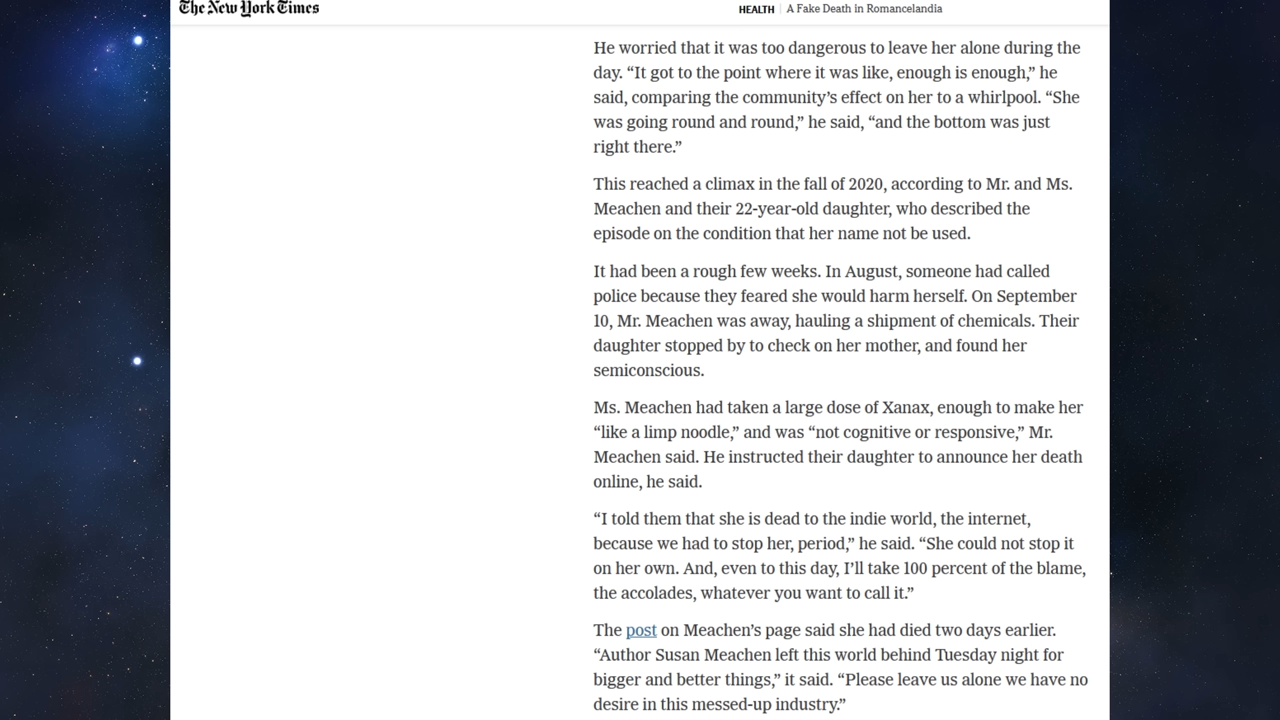 The New York Times
HEALTH | A Fake Death in Romancelandia
He worried that it was too dangerous to leave her alone during the
day. “It got to the point where it was like, enough is enough,” he
said, comparing the community’s effect on her to a whirlpool. “She
was going round and round,” he said, “and the bottom was just
right there.”
This reached a climax in the fall of 2020, according to Mr. and Ms.
Meachen and their 22-year-old daughter, who described the
episode on the condition that her name not be used.
It had been a rough few weeks. In August, someone had called
police because they feared she would harm herself. On September
10, Mr. Meachen was away, hauling a shipment of chemicals. Their
daughter stopped by to check on her mother, and found her
semiconscious.
Ms. Meachen had taken a large dose of Xanax, enough to make her
“like a limp noodle,” and was “not cognitive or responsive,” Mr.
Meachen said. He instructed their daughter to announce her death
online, he said.
“I told them that she is dead to the indie world, the internet,
because we had to stop her, period,” he said. “She could not stop it
on her own. And, even to this day, I’ll take 100 percent of the blame,
the accolades, whatever you want to call it.”
The post on Meachen’s page said she had died two days earlier.
“Author Susan Meachen left this world behind Tuesday night for
bigger and better things,” it said. “Please leave us alone we have no
desire in this messed-up industry.”